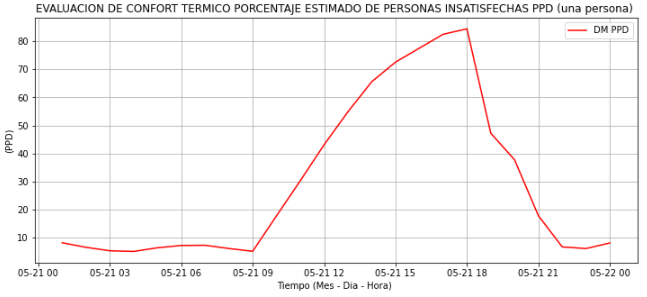 EVALUACION DE CONFORT TERMICO PORCENTAJE ESTIMADO DE PERSONAS INSATISFECHAS PPD (una persona)
DM PPD
80
70
60
50
40
30
20
10
(PPD)
05-21 01 05-21 03 05-21 06 05-21 09 05-21 12 05-21 15 05-21 18 05-21 21 05-22 00
Tiempo (Mes - Dia - Hora)